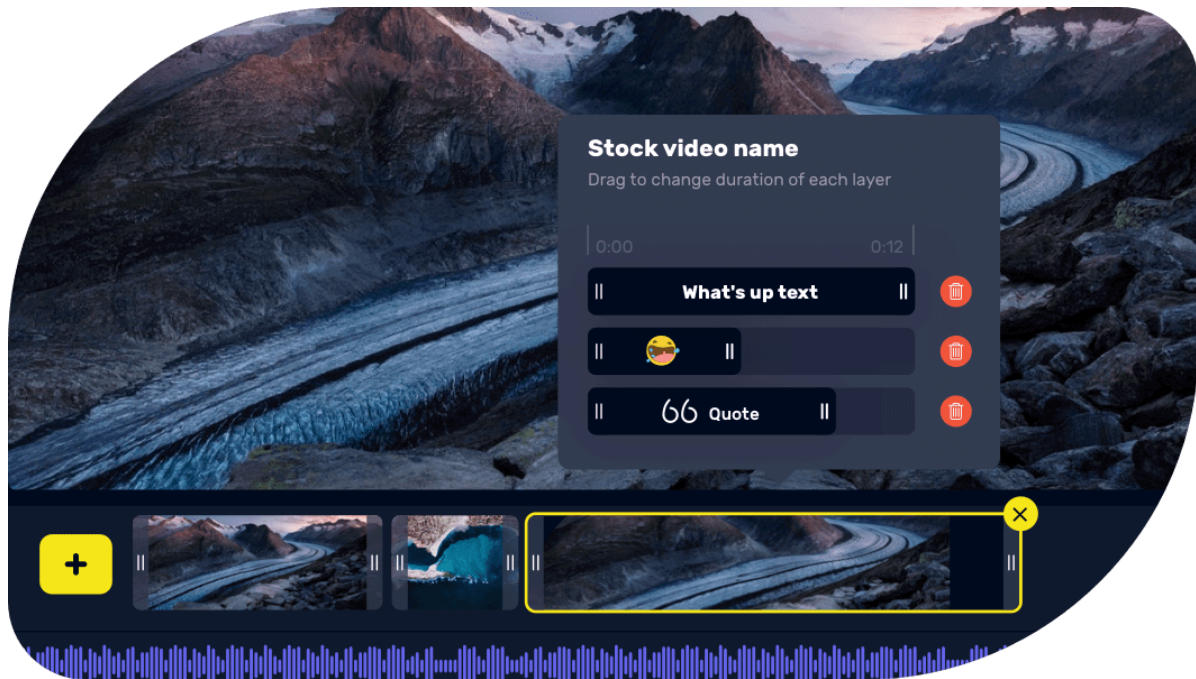 Stock video name
Drag to change duration of each layer
0:00 0:12
What's up text
Quote